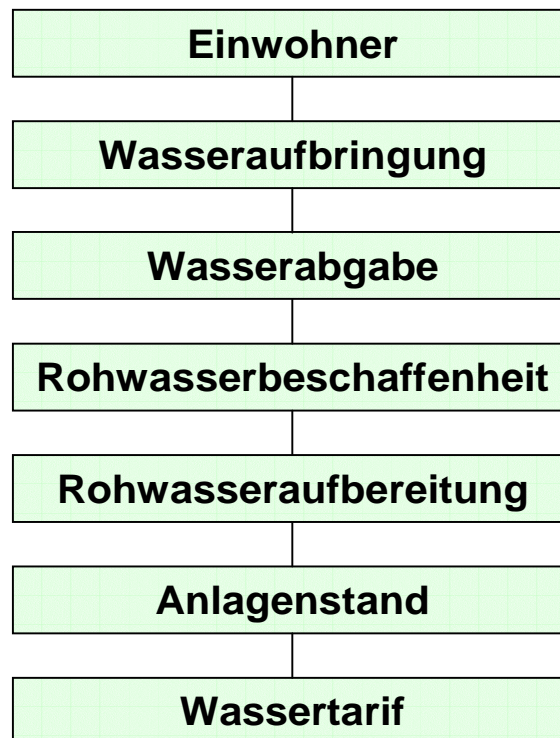 Einwohner
Wasseraufbringung
Wasserabgabe
Rohwasserbeschaffenheit
Rohwasseraufbereitung
Anlagenstand
Wassertarif